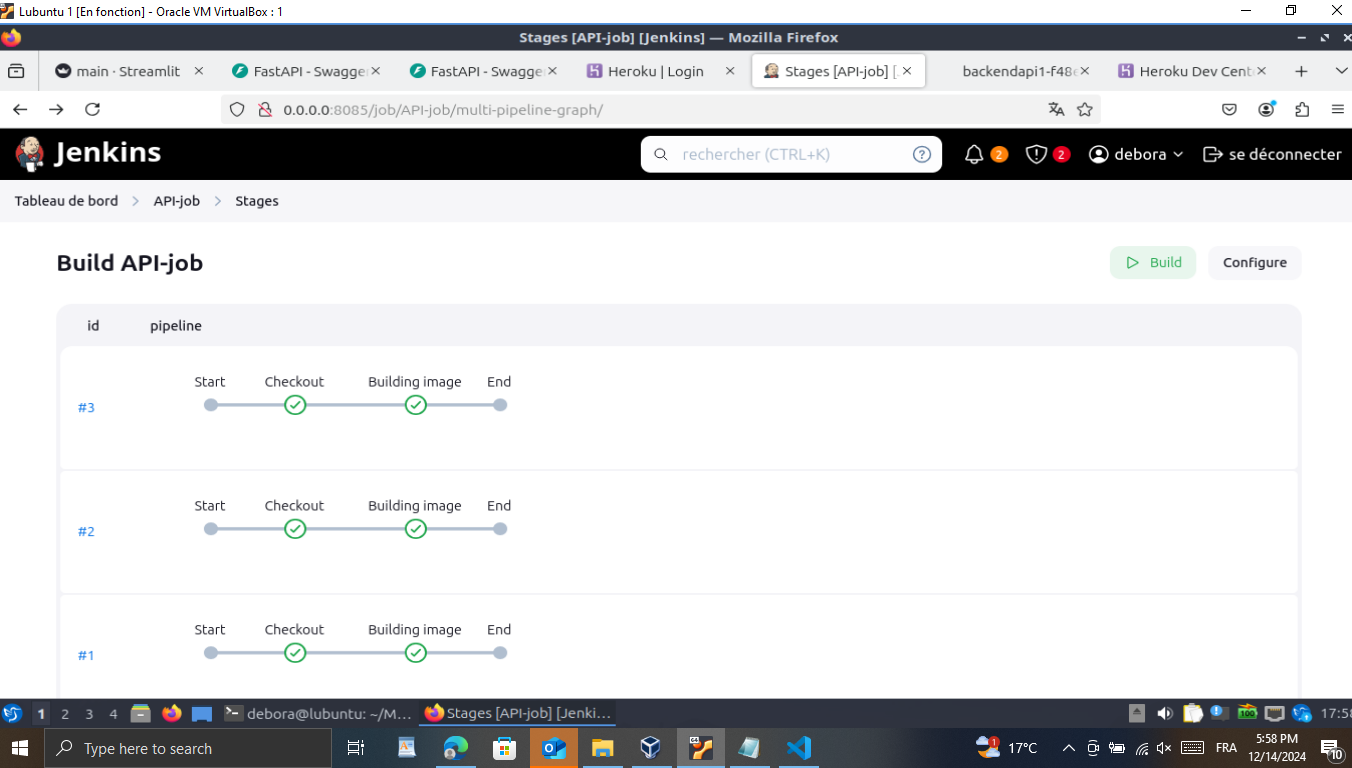 Lubuntu 1 [En fonction] - Oracle VM VirtualBox : 1
Stages [API-job] [Jenkins] — Mozilla Firefox
main · Streamlit
FastAPI - Swagge
FastAPI - Swagge
Heroku | Login
Stages [API-job] [
backendapi1-f48
Heroku Dev Cent
0.0.0.0:8085/job/API-job/multi-pipeline-graph/
Jenkins
rechercher (CTRL+K)
2
2
debora
se déconnecter
Tableau de bord
API-job
Stages
Build API-job
Build
Configure
id
pipeline
Start
Checkout
Building image
End
#3
Start
Checkout
Building image
End
#2
Start
Checkout
Building image
End
#1
1
2
3
4
debora@lubuntu: ~/M...
Stages [API-job] [Jenki...
100
17:58
Type here to search
64
1
17°C
FRA
5:58 PM
12/14/2024
10